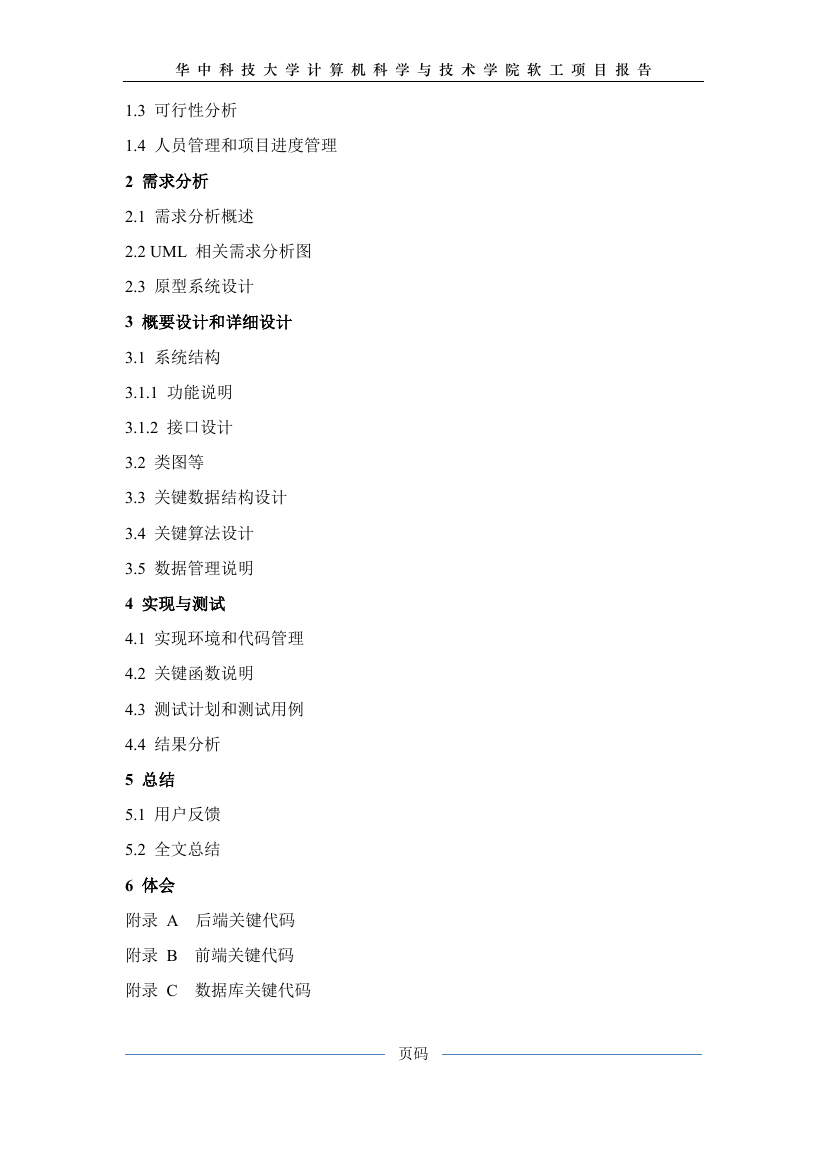 华中科技大学计算机科学与技术学院软工项目报告
1.3 可行性分析
1.4 人员管理和项目进度管理
2 需求分析
2.1 需求分析概述
2.2 UML 相关需求分析图
2.3 原型系统设计
3 概要设计和详细设计
3.1 系统结构
3.1.1 功能说明
3.1.2 接口设计
3.2 类图等
3.3 关键数据结构设计
3.4 关键算法设计
3.5 数据管理说明
4 实现与测试
4.1 实现环境和代码管理
4.2 关键函数说明
4.3 测试计划和测试用例
4.4 结果分析
5 总结
5.1 用户反馈
5.2 全文总结
6 体会
附录 A 后端关键代码
附录 B 前端关键代码
附录 C 数据库关键代码
页码